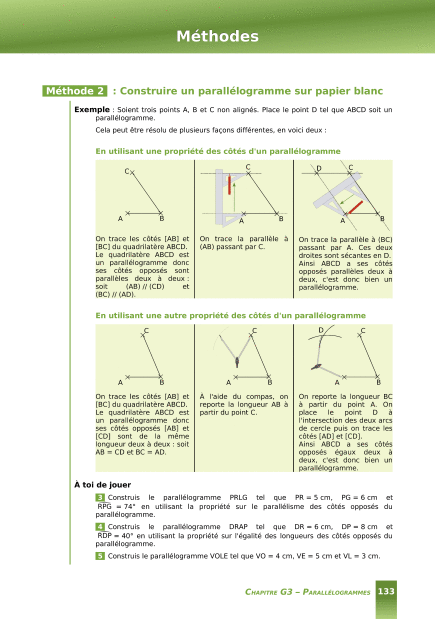 Méthodes
Méthode 2 : Construire un parallélogramme sur papier blanc
Exemple : Soient trois points A, B et C non alignés. Place le point D tel que ABCD soit un
parallélogramme.
Cela peut être résolu de plusieurs façons différentes, en voici deux :
En utilisant une propriété des côtés d'un parallélogramme
C
A B
C
A B
D C
A B
On trace les côtés [AB] et
[BC] du quadrilatère ABCD.
Le quadrilatère ABCD est
un parallélogramme donc
ses côtés opposés sont
parallèles deux à deux :
soit (AB) // (CD) et
(BC) // (AD).
On trace la parallèle à
(AB) passant par C.
On trace la parallèle à (BC)
passant par A. Ces deux
droites sont sécantes en D.
Ainsi ABCD a ses côtés
opposés parallèles deux à
deux, c'est donc bien un
parallélogramme.
En utilisant une autre propriété des côtés d'un parallélogramme
C
A B
C
A B
D C
A B
On trace les côtés [AB] et
[BC] du quadrilatère ABCD.
Le quadrilatère ABCD est
un parallélogramme donc
ses côtés opposés [AB] et
[CD] sont de la même
longueur deux à deux : soit
AB = CD et BC = AD.
À l'aide du compas, on
reporte la longueur AB à
partir du point C.
On reporte la longueur BC
à partir du point A. On
place le point D à
l'intersection des deux arcs
de cercle puis on trace les
côtés [AD] et [CD].
Ainsi ABCD a ses côtés
opposés égaux deux à
deux, c'est donc bien un
parallélogramme.
À toi de jouer
3 Construis le parallélogramme PRLG tel que PR = 5 cm, PG = 6 cm et
RPG = 74° en utilisant la propriété sur le parallélisme des côtés opposés du
parallélogramme.
4 Construis le parallélogramme DRAP tel que DR = 6 cm, DP = 8 cm et
RDP = 40° en utilisant la propriété sur l'égalité des longueurs des côtés opposés du
parallélogramme.
5 Construis le parallélogramme VOLE tel que VO = 4 cm, VE = 5 cm et VL = 3 cm.
Chapitre G3 – Parallélogrammes 133